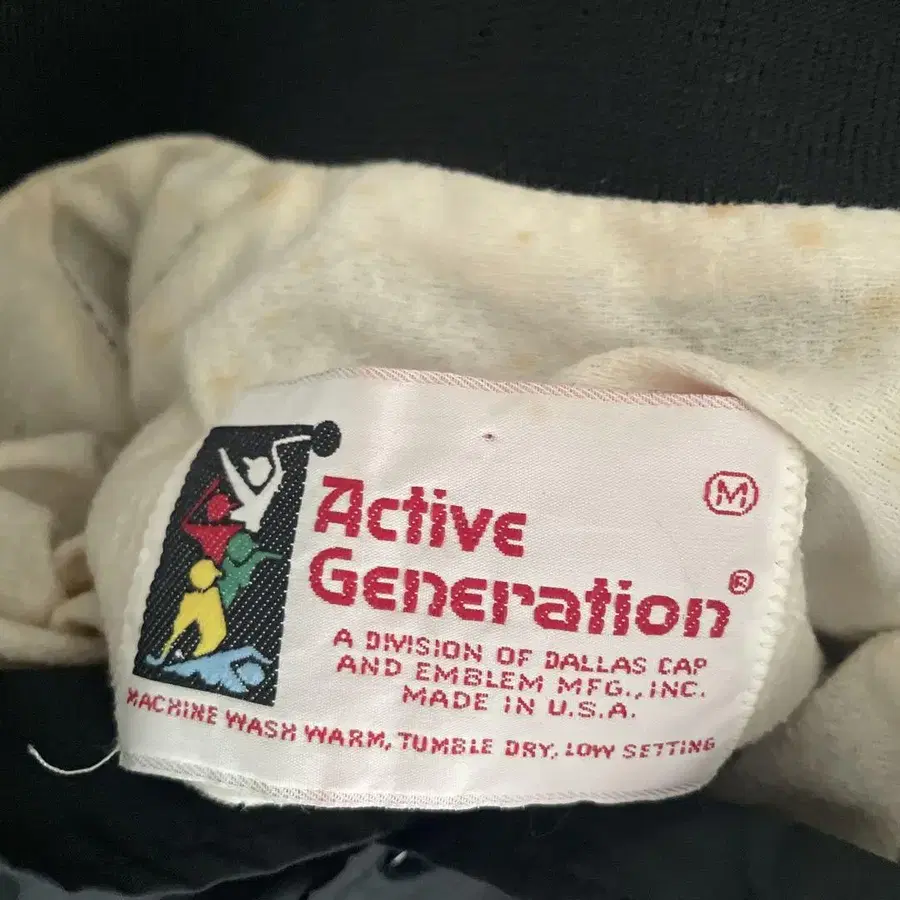 M
Active
Generation®
A DIVISION OF DALLAS CAP
AND EMBLEM MFG., INC.
MADE IN U.S.A.
MACHINE WASH WARM, TUMBLE DRY, LOW SETTING